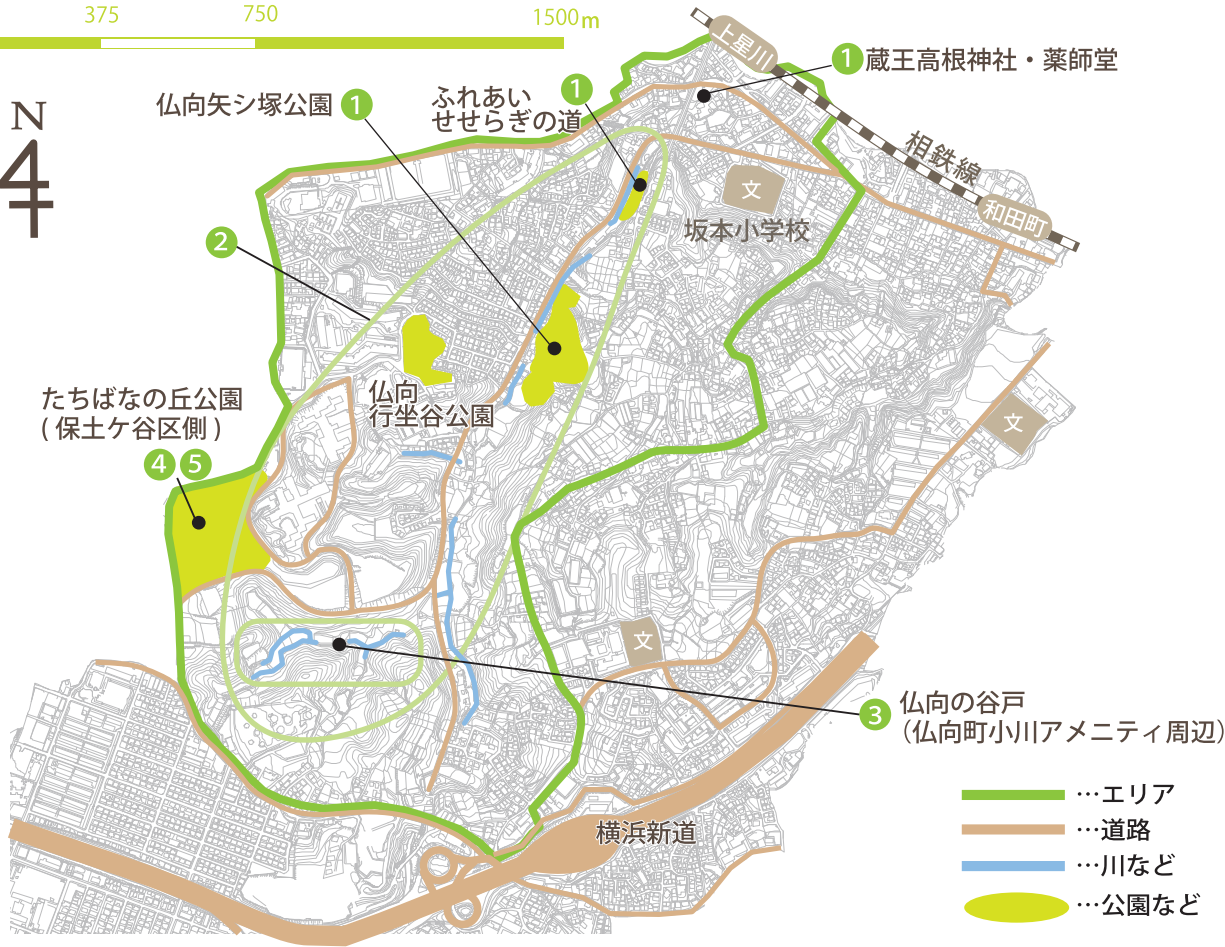 375 750 1500m
N
上星川
① 蔵王高根神社・薬師堂
仏向矢シ塚公園 ①
ふれあい ①
せせらぎの道
相鉄線
和田町
文
坂本小学校
②
仏向
行坐谷公園
たちばなの丘公園
(保土ケ谷区側)
④ ⑤
文
文
③ 仏向の谷戸
（仏向町小川アメニティ周辺）
横浜新道
…エリア
…道路
…川など
…公園など